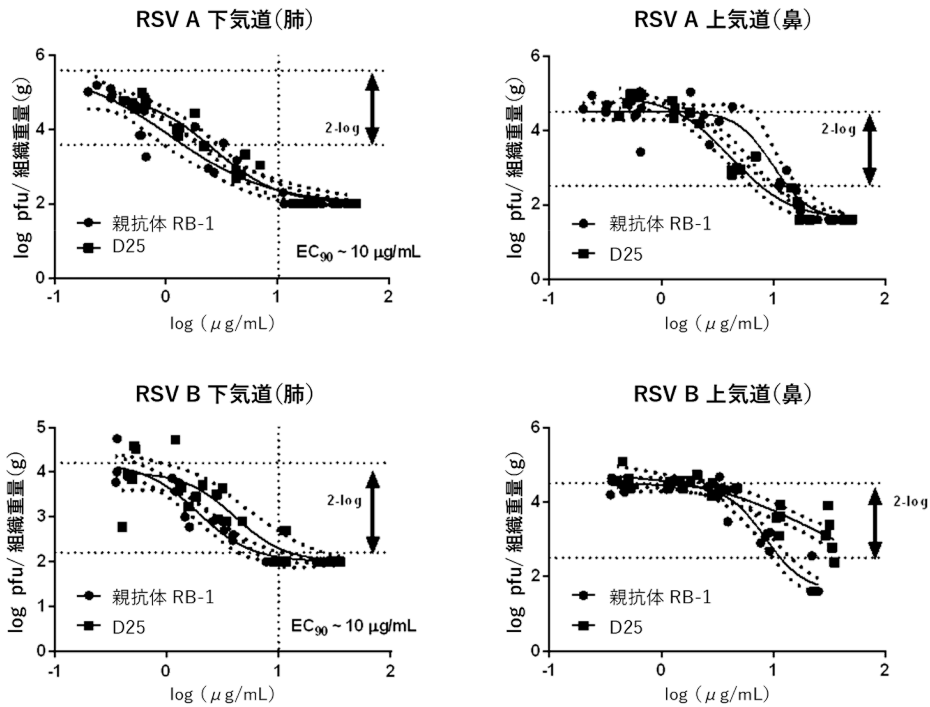 RSV A 下気道（肺）
log pfu/ 組織重量（g）
6
4
2
0
2-log
親抗体 RB-1
D25
EC90 ~ 10 μg/mL
-1
0
1
2
log (μg/mL)
RSV A 上気道（鼻）
log pfu/ 組織重量（g）
6
4
2
0
2-log
親抗体 RB-1
D25
-1
0
1
2
log (μg/mL)
RSV B 下気道（肺）
log pfu/ 組織重量（g）
5
4
3
2
1
0
2-log
親抗体 RB-1
D25
EC90 ~ 10 μg/mL
-1
0
1
2
log (μg/mL)
RSV B 上気道（鼻）
log pfu/ 組織重量（g）
6
4
2
0
2-log
親抗体 RB-1
D25
-1
0
1
2
log (μg/mL)